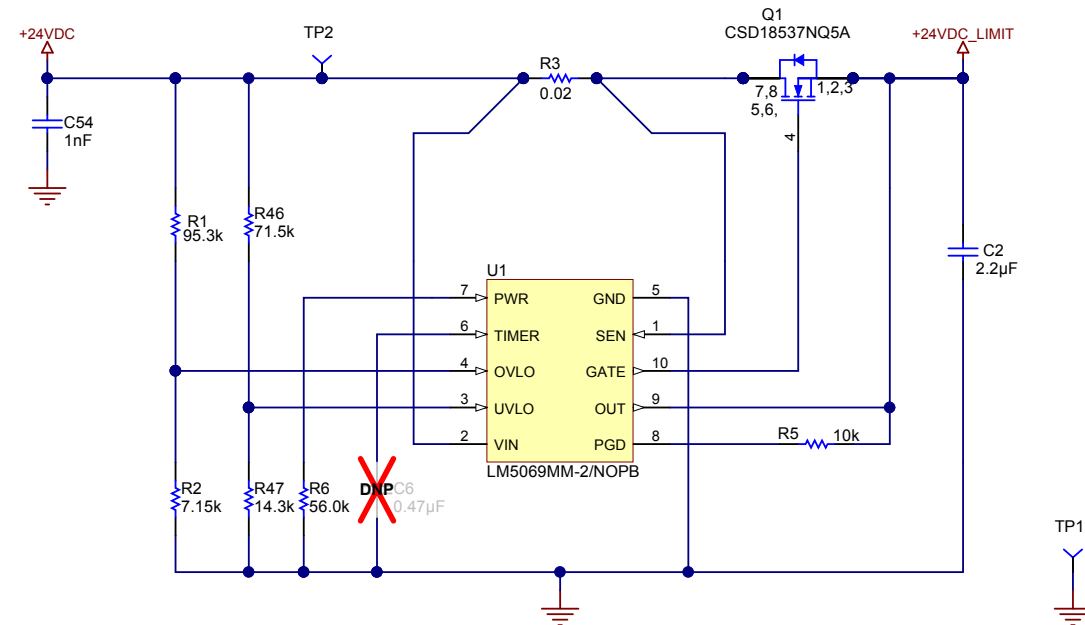 Q1
CSD18537NQ5A
+24VDC
TP2
+24VDC_LIMIT
R3
0.02
7,8
1,2,3
5,6,
4
C54
1nF
R1
95.3k
R46
71.5k
C2
2.2µF
U1
7
PWR
GND
5
6
TIMER
SEN
1
4
OVLO
GATE
10
3
UVLO
OUT
9
2
VIN
PGD
8
R5
10k
LM5069MM-2/NOPB
R2
7.15k
R47
14.3k
R6
56.0k
DNP
C6
0.47µF
TP1